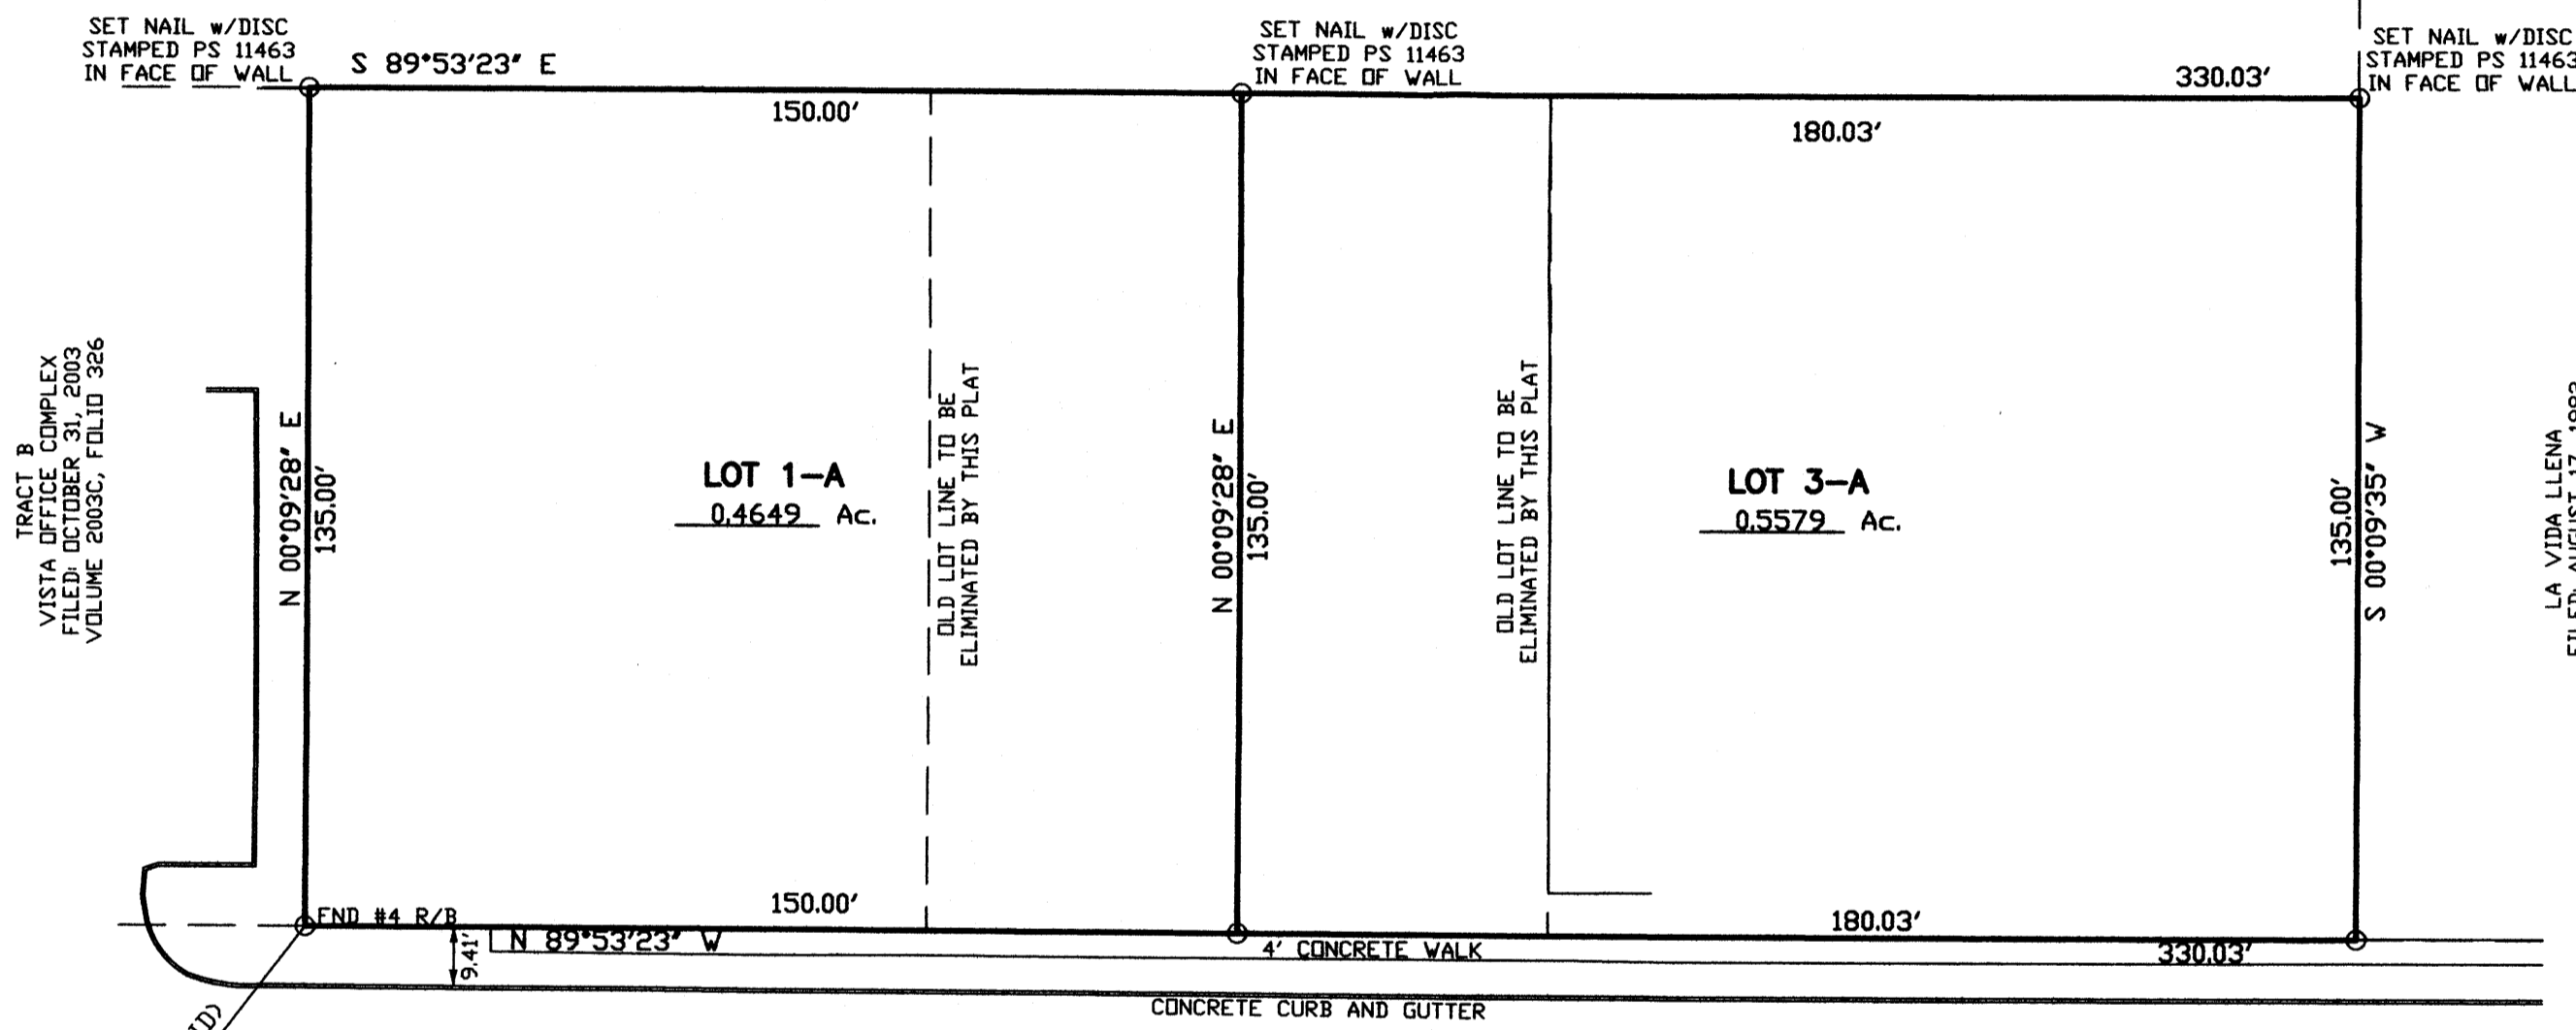 SET NAIL w/DISC
STAMPED PS 11463
IN FACE OF WALL
S 89°53'23" E
150.00'
SET NAIL w/DISC
STAMPED PS 11463
IN FACE OF WALL
330.03'
180.03'
SET NAIL w/DISC
STAMPED PS 11463
IN FACE OF WALL
TRACT B
VISTA OFFICE COMPLEX
FILED: OCTOBER 31, 2003
VOLUME 2003C, FOLIO 326
N 00°09'28" E
135.00'
LOT 1-A
0.4649 Ac.
OLD LOT LINE TO BE
ELIMINATED BY THIS PLAT
N 00°09'28" E
135.00'
OLD LOT LINE TO BE
ELIMINATED BY THIS PLAT
LOT 3-A
0.5579 Ac.
135.00'
S 00°09'35" W
LA VIDA LLENA
FND #4 R/B
150.00'
N 89°53'23" W
9.41'
4' CONCRETE WALK
180.03'
330.03'
CONCRETE CURB AND GUTTER